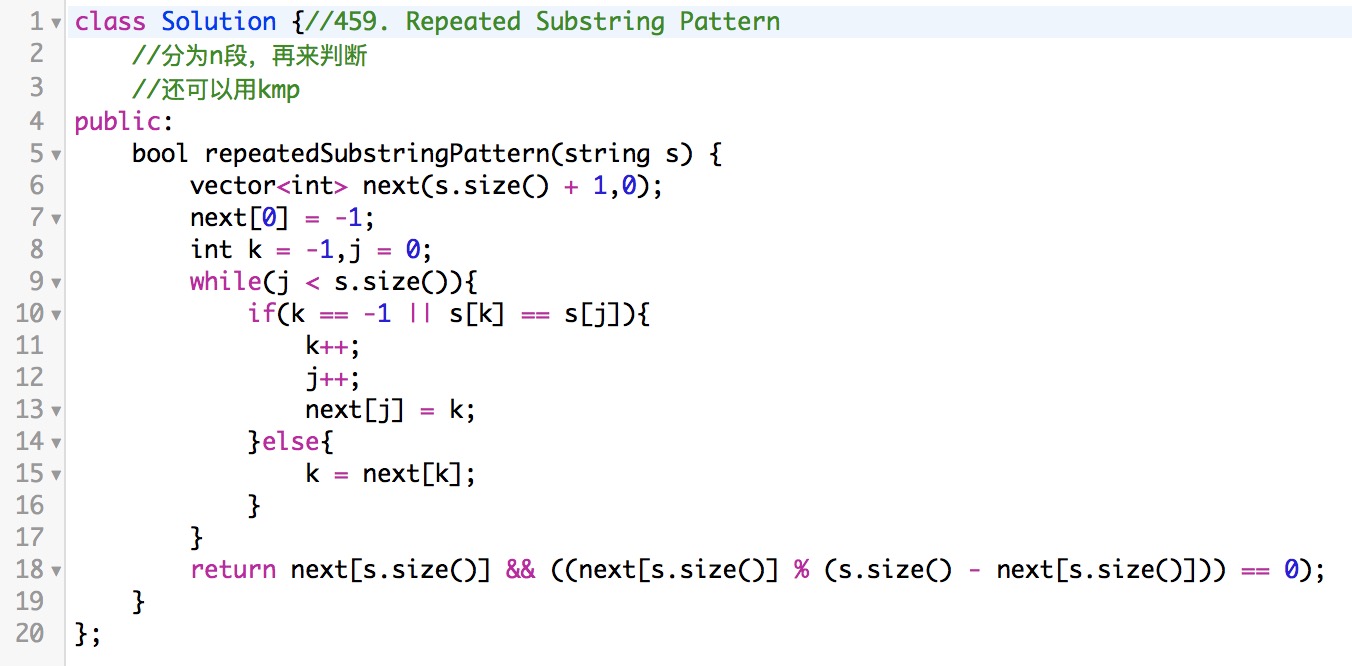 1 class Solution {//459. Repeated Substring Pattern
2     //分为n段，再来判断
3     //还可以用kmp
4 public:
5     bool repeatedSubstringPattern(string s) {
6         vector<int> next(s.size() + 1,0);
7         next[0] = -1;
8         int k = -1,j = 0;
9         while(j < s.size()){
10             if(k == -1 || s[k] == s[j]){
11                 k++;
12                 j++;
13                 next[j] = k;
14             }else{
15                 k = next[k];
16             }
17         }
18         return next[s.size()] && ((next[s.size()] % (s.size() - next[s.size()])) == 0);
19     }
20 };